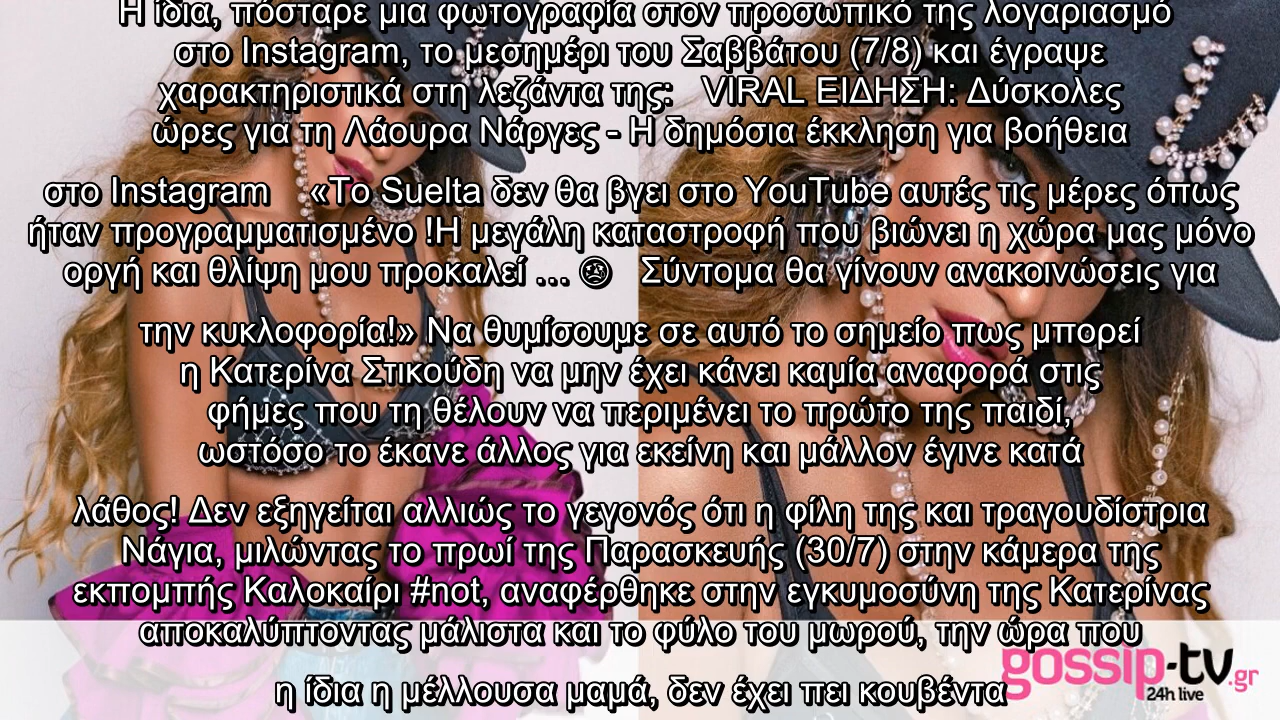 Η ίδια, πόσταρε μια φωτογραφία στον προσωπικό της λογαριασμό
στο Instagram, το μεσημέρι του Σαββάτου (7/8) και έγραψε
χαρακτηριστικά στη λεζάντα της: VIRAL ΕΙΔΗΣΗ: Δύσκολες
ώρες για τη Λάουρα Νάργες - Η δημόσια έκκληση για βοήθεια
στο Instagram «Το Suelta δεν θα βγει στο YouTube αυτές τις μέρες όπως
ήταν προγραμματισμένο !Η μεγάλη καταστροφή που βιώνει η χώρα μας μόνο
οργή και θλίψη μου προκαλεί ... 😢 Σύντομα θα γίνουν ανακοινώσεις για
την κυκλοφορία!» Να θυμίσουμε σε αυτό το σημείο πως μπορεί
η Κατερίνα Στικούδη να μην έχει κάνει καμία αναφορά στις
φήμες που τη θέλουν να περιμένει το πρώτο της παιδί,
ωστόσο το έκανε άλλος για εκείνη και μάλλον έγινε κατά
λάθος! Δεν εξηγείται αλλιώς το γεγονός ότι η φίλη της και τραγουδίστρια
Νάγια, μιλώντας το πρωί της Παρασκευής (30/7) στην κάμερα της
εκπομπής Καλοκαίρι #not, αναφέρθηκε στην εγκυμοσύνη της Κατερίνας
αποκαλύπτοντας μάλιστα και το φύλο του μωρού, την ώρα που
η ίδια η μέλλουσα μαμά, δεν έχει πει κουβέντα
gossip-tv.gr
24h live